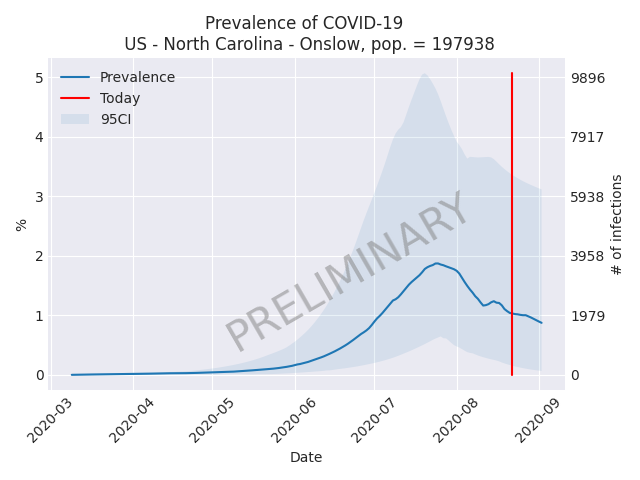 Prevalence of COVID-19
US - North Carolina - Onslow, pop. = 197938
Prevalence
Today
95CI
5
4
3
2
1
0
%
9896
7917
5938
3958
1979
0
# of infections
PRELIMINARY
2020-03
2020-04
2020-05
2020-06
2020-07
2020-08
2020-09
Date